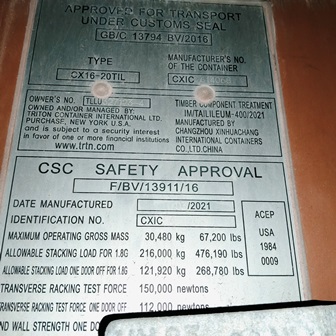 APPROVED FOR TRANSPORT
UNDER CUSTOMS SEAL
GB/C 13794 BV/2016
TYPE
CX16-20TIL
MANUFACTURER'S NO.
OF THE CONTAINER
CXIC
OWNER'S NO. TLLU
OWNED AND/OR MANAGED BY:
TRITON CONTAINER INTERNATIONAL LTD.
PURCHASE, NEW YORK U.S.A.
and is subject to a security interest
in favor of one or more financial institutions
www.trtn.com
TIMBER COMPONENT TREATMENT
IM/TAILILEUM-400/2021
MANUFACTURED BY
CHANGZHOU XINHUACHANG
INTERNATIONAL CONTAINERS
CO.,LTD.CHINA
CSC SAFETY APPROVAL
F/BV/13911/16
DATE MANUFACTURED /2021
IDENTIFICATION NO. CXIC
MAXIMUM OPERATING GROSS MASS 30,480 kg 67,200 lbs
ALLOWABLE STACKING LOAD FOR 1.8G 216,000 kg 476,190 lbs
ALLOWABLE STACKING LOAD ONE DOOR OFF FOR 1.8G 121,920 kg 268,780 lbs
TRANSVERSE RACKING TEST FORCE 150,000 newtons
TRANSVERSE RACKING TEST FORCE ONE DOOR OFF 112,000 newtons
ND WALL STRENGTH ONE DO
ACEP
USA
1984
0009